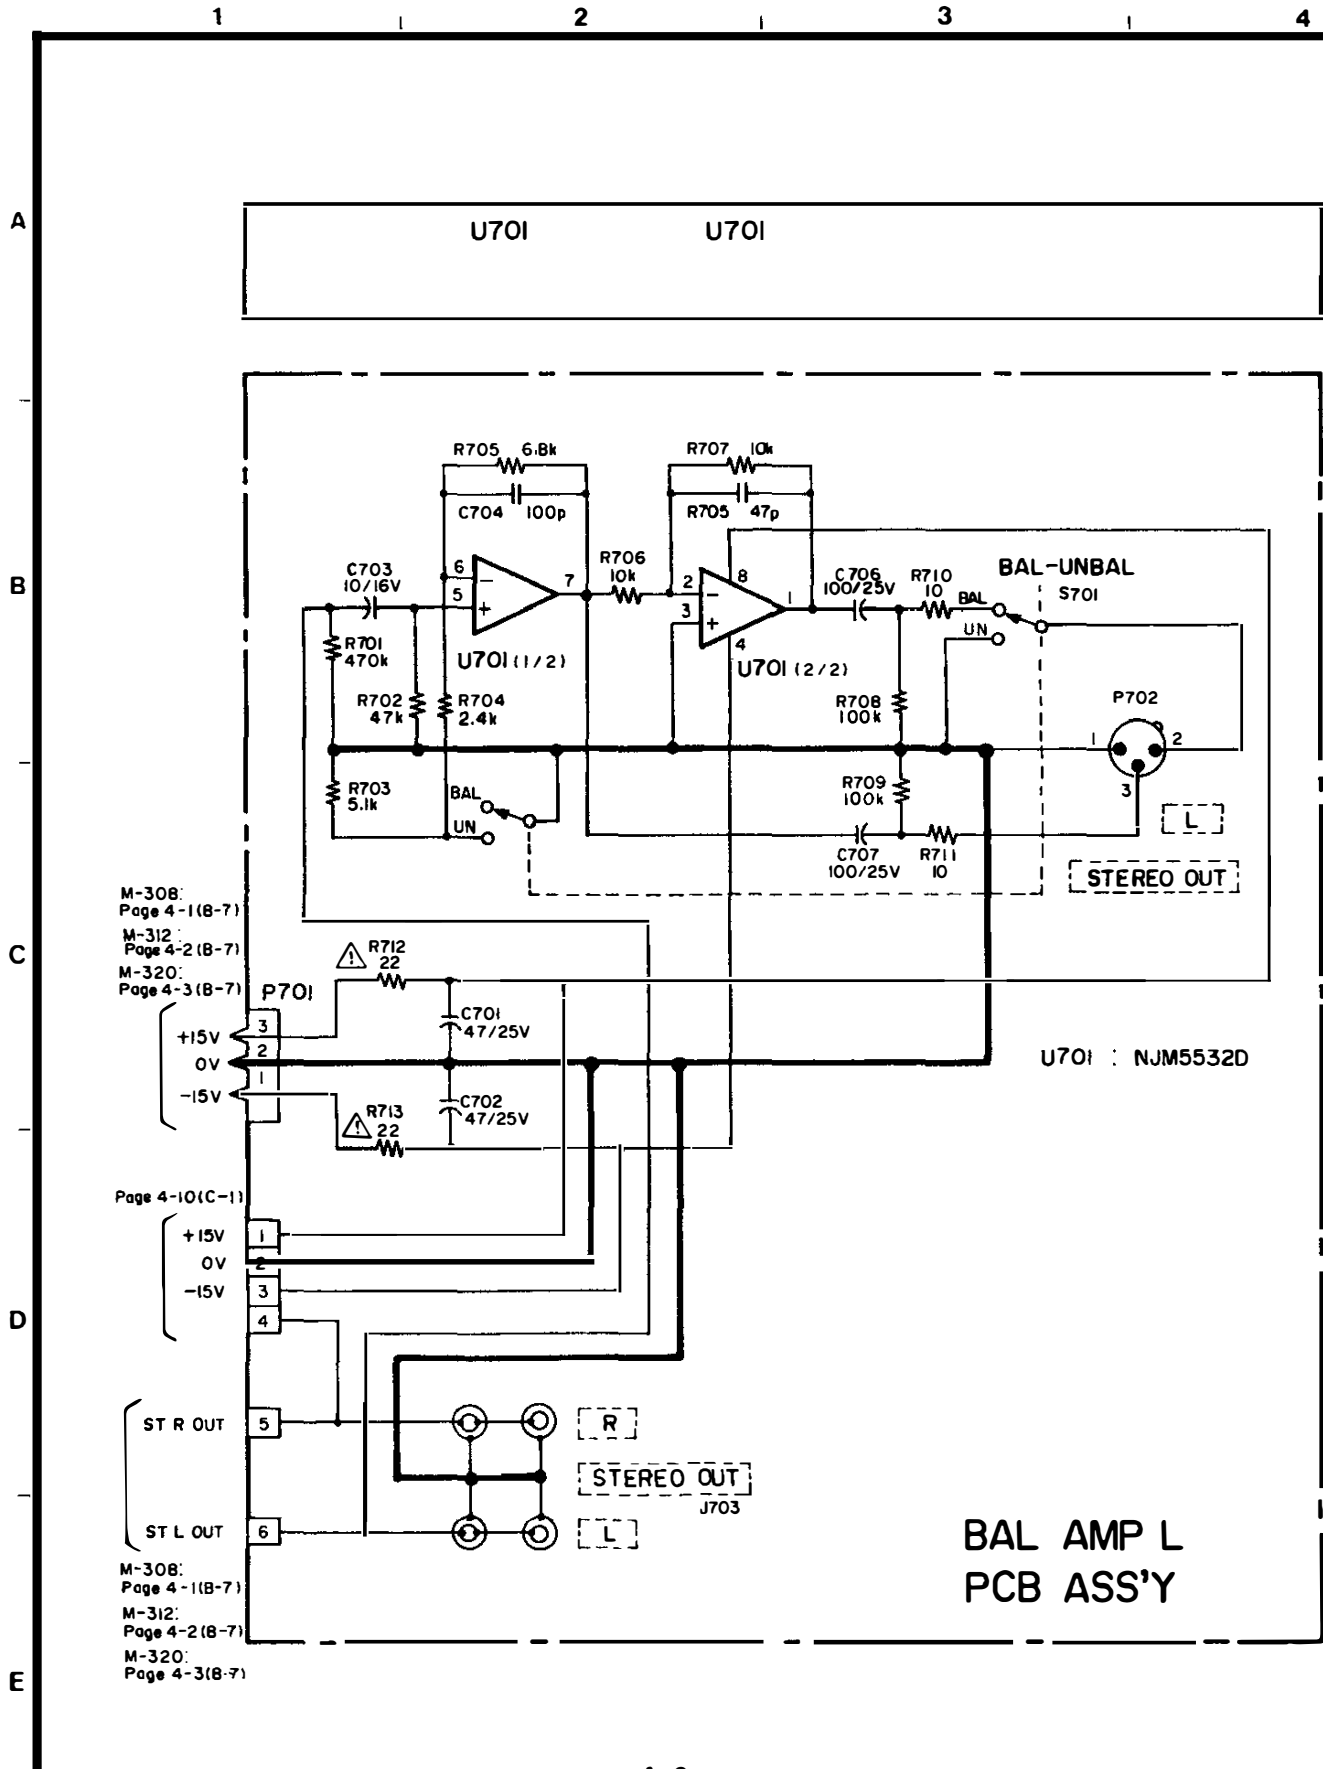 1 2 3 4
A
U701 U701
R705 6.8k
C704 100p
R707 10k
R705 47p
B
C703
10/16V
6
5
7
R706
10k
2
3
8
1
4
C706
100/25V
R710
10
BAL-UNBAL
S701
BAL
UN
R701
470k
U701 (1/2)
U701 (2/2)
R702
47k
R704
2.4k
R708
100k
P702
1 2
3
R703
5.1k
BAL
UN
R709
100k
C707
100/25V
R711
10
L
STEREO OUT
M-308:
Page 4-1(B-7)
M-312:
Page 4-2(B-7)
M-320:
Page 4-3(B-7)
C
R712
22
P701
+15V 3
0V 2
-15V 1
C701
47/25V
C702
47/25V
R713
22
U701 : NJM5532D
Page 4-10(C-1)
+15V 1
0V 2
-15V 3
4
D
ST R OUT 5
R
STEREO OUT
J703
ST L OUT 6
L
M-308:
Page 4-1(B-7)
M-312:
Page 4-2(B-7)
M-320:
Page 4-3(B-7)
BAL AMP L
PCB ASS'Y
E